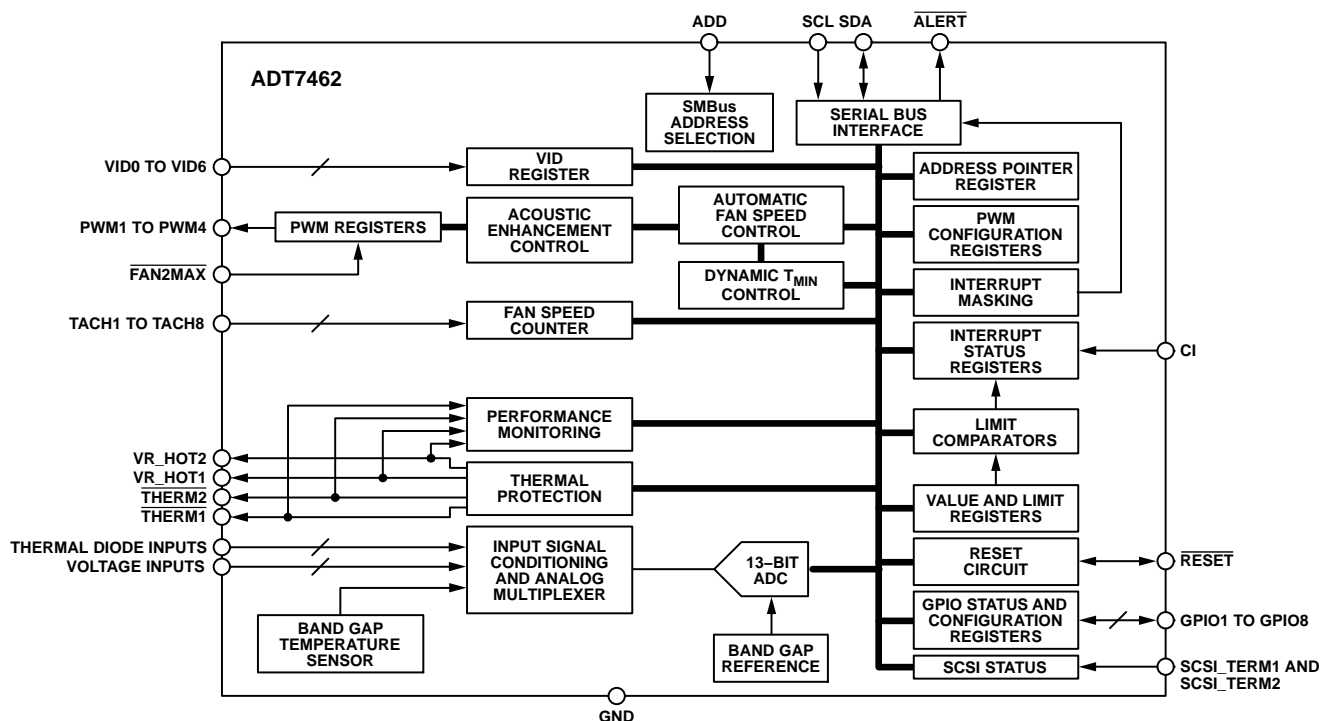 ADD
SCL SDA
ALERT
ADT7462
SMBus
ADDRESS
SELECTION
SERIAL BUS
INTERFACE
VID0 TO VID6
VID
REGISTER
ADDRESS POINTER
REGISTER
PWM1 TO PWM4
PWM REGISTERS
ACOUSTIC
ENHANCEMENT
CONTROL
AUTOMATIC
FAN SPEED
CONTROL
PWM
CONFIGURATION
REGISTERS
FAN2MAX
DYNAMIC TMIN
CONTROL
INTERRUPT
MASKING
TACH1 TO TACH8
FAN SPEED
COUNTER
INTERRUPT
STATUS
REGISTERS
CI
PERFORMANCE
MONITORING
LIMIT
COMPARATORS
VR_HOT2
VR_HOT1
THERM2
THERM1
THERMAL
PROTECTION
VALUE AND LIMIT
REGISTERS
THERMAL DIODE INPUTS
VOLTAGE INPUTS
INPUT SIGNAL
CONDITIONING
AND ANALOG
MULTIPLEXER
13–BIT
ADC
RESET
CIRCUIT
RESET
GPIO STATUS AND
CONFIGURATION
REGISTERS
GPIO1 TO GPIO8
BAND GAP
TEMPERATURE
SENSOR
BAND GAP
REFERENCE
SCSI STATUS
SCSI_TERM1 AND
SCSI_TERM2
GND